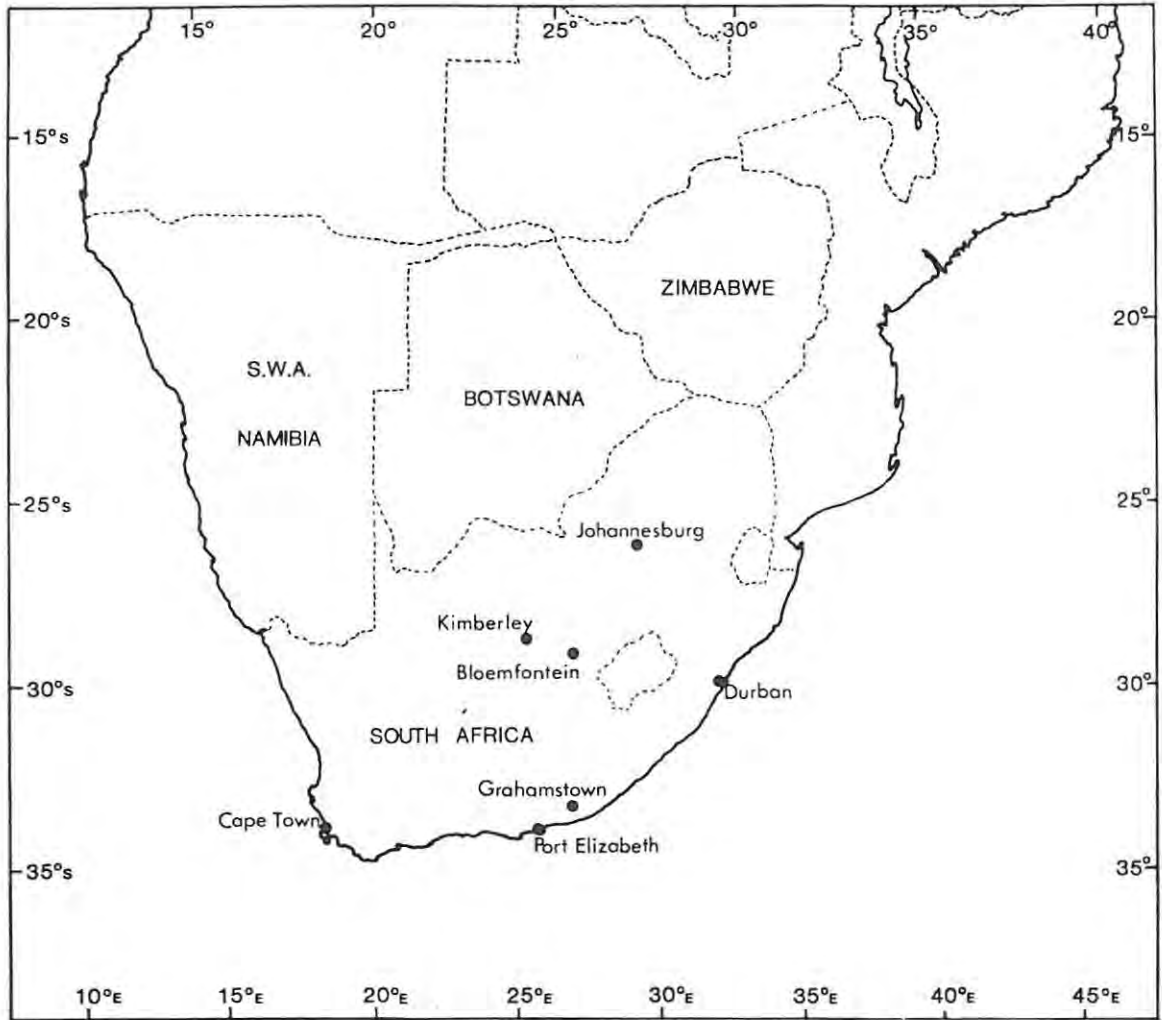 15° 20° 25° 30° 35° 40°
15°s 15°
ZIMBABWE
20°s 20°
S.W.A.
BOTSWANA
NAMIBIA
25°s 25°
Johannesburg
Kimberley
Bloemfontein
30°s 30°
Durban
SOUTH AFRICA
Grahamstown
Cape Town
Port Elizabeth
35°s 35°
10°E 15°E 20°E 25°E 30°E 35°E 40°E 45°E